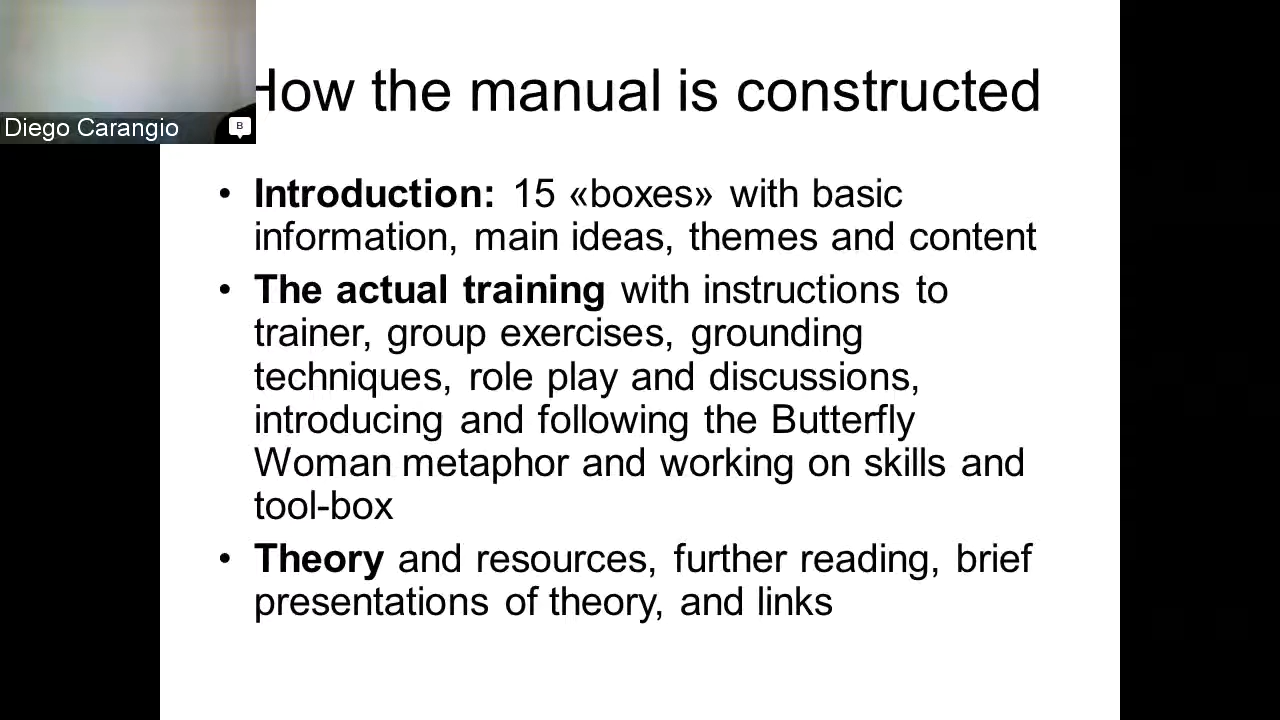 How the manual is constructed
Diego Carangio
B
• Introduction: 15 «boxes» with basic
information, main ideas, themes and content
• The actual training with instructions to
trainer, group exercises, grounding
techniques, role play and discussions,
introducing and following the Butterfly
Woman metaphor and working on skills and
tool-box
• Theory and resources, further reading, brief
presentations of theory, and links